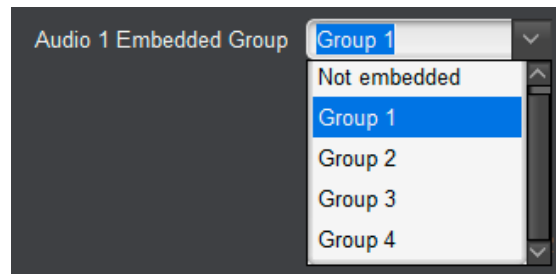 Audio 1 Embedded Group Group 1
Not embedded
Group 1
Group 2
Group 3
Group 4